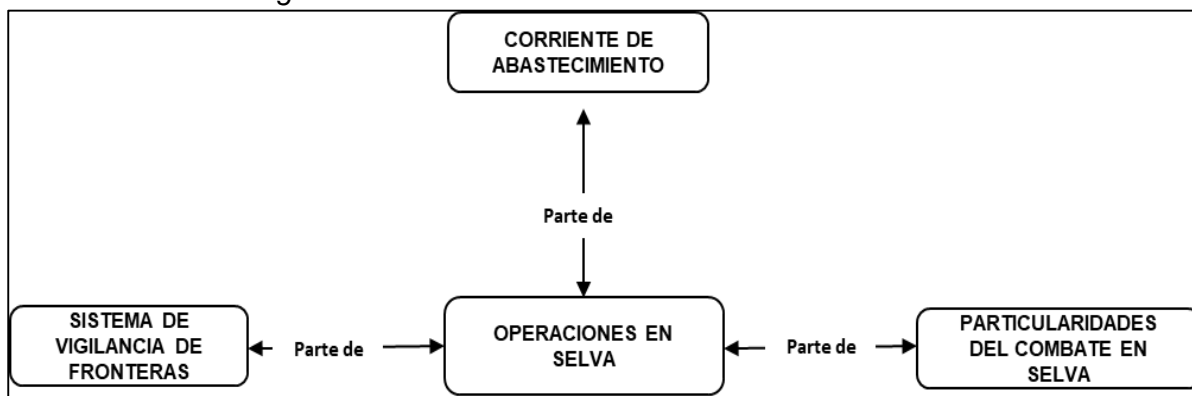 CORRIENTE DE
ABASTECIMIENTO
Parte de
SISTEMA DE
VIGILANCIA DE
FRONTERAS
Parte de
OPERACIONES EN
SELVA
Parte de
PARTICULARIDADES
DEL COMBATE EN
SELVA